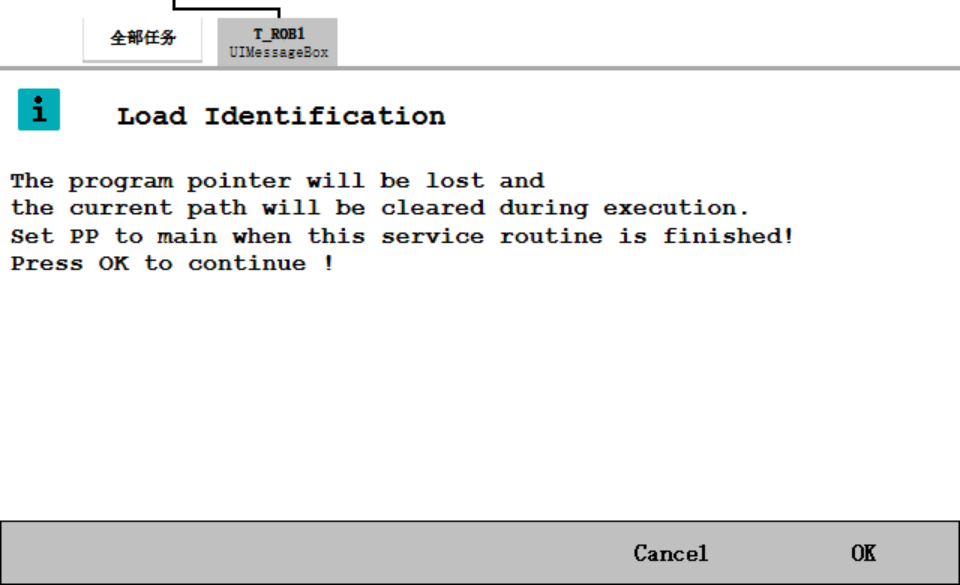 全部任务
T_ROB1
UIMessageBox
i
Load Identification
The program pointer will be lost and
the current path will be cleared during execution.
Set PP to main when this service routine is finished!
Press OK to continue !
Cancel
OK